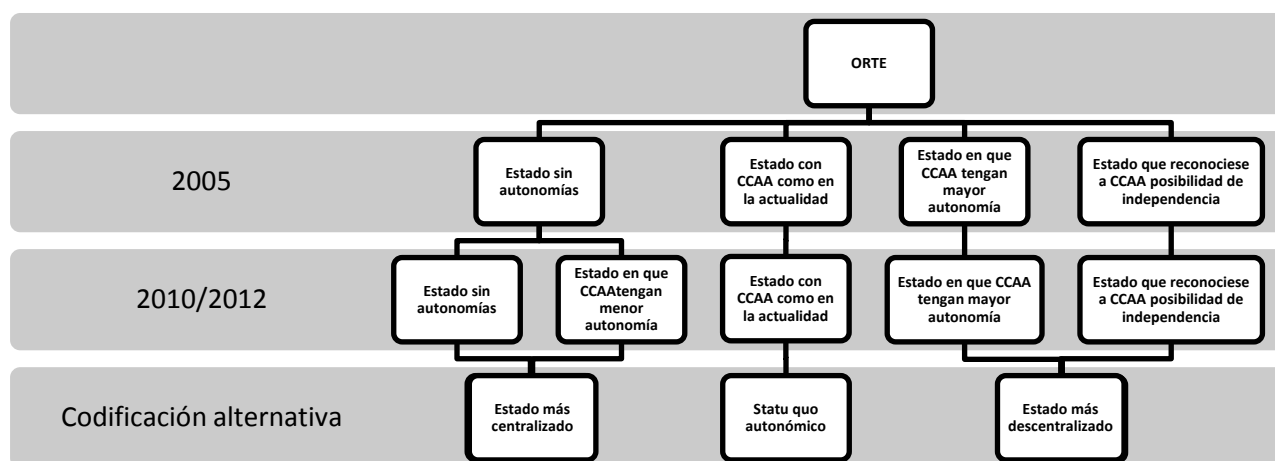 ORTE
2005
Estado sin
autonomías
Estado con
CCAA como en
la actualidad
Estado en que
CCAA tengan
mayor
autonomía
Estado que reconociese
a CCAA posibilidad de
independencia
2010/2012
Estado sin
autonomías
Estado en que
CCAAtengan
menor
autonomía
Estado con
CCAA como en
la actualidad
Estado en que CCAA
tengan mayor
autonomía
Estado que reconociese
a CCAA posibilidad de
independencia
Codificación alternativa
Estado más
centralizado
Statu quo
autonómico
Estado más
descentralizado